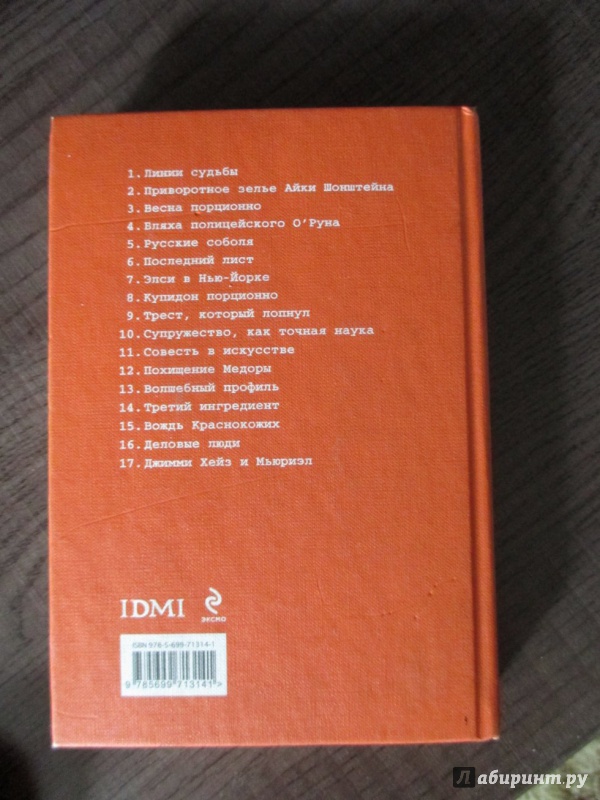 1. Линии судьбы
2. Приворотное зелье Айки Шонштейна
3. Весна порционно
4. Бляха полицейского О'Руна
5. Русские соболя
6. Последний лист
7. Элси в Нью-Йорке
8. Купидон порционно
9. Трест, который лопнул
10. Супружество, как точная наука
11. Совесть в искусстве
12. Похищение Медоры
13. Волшебный профиль
14. Третий ингредиент
15. Вождь Краснокожих
16. Деловые люди
17. Джимми Хейз и Мьюриэл
IDMI ЭКСМО
ISBN 978-5-699-71314-1
9 785699 713141 >
Лабиринт.ру